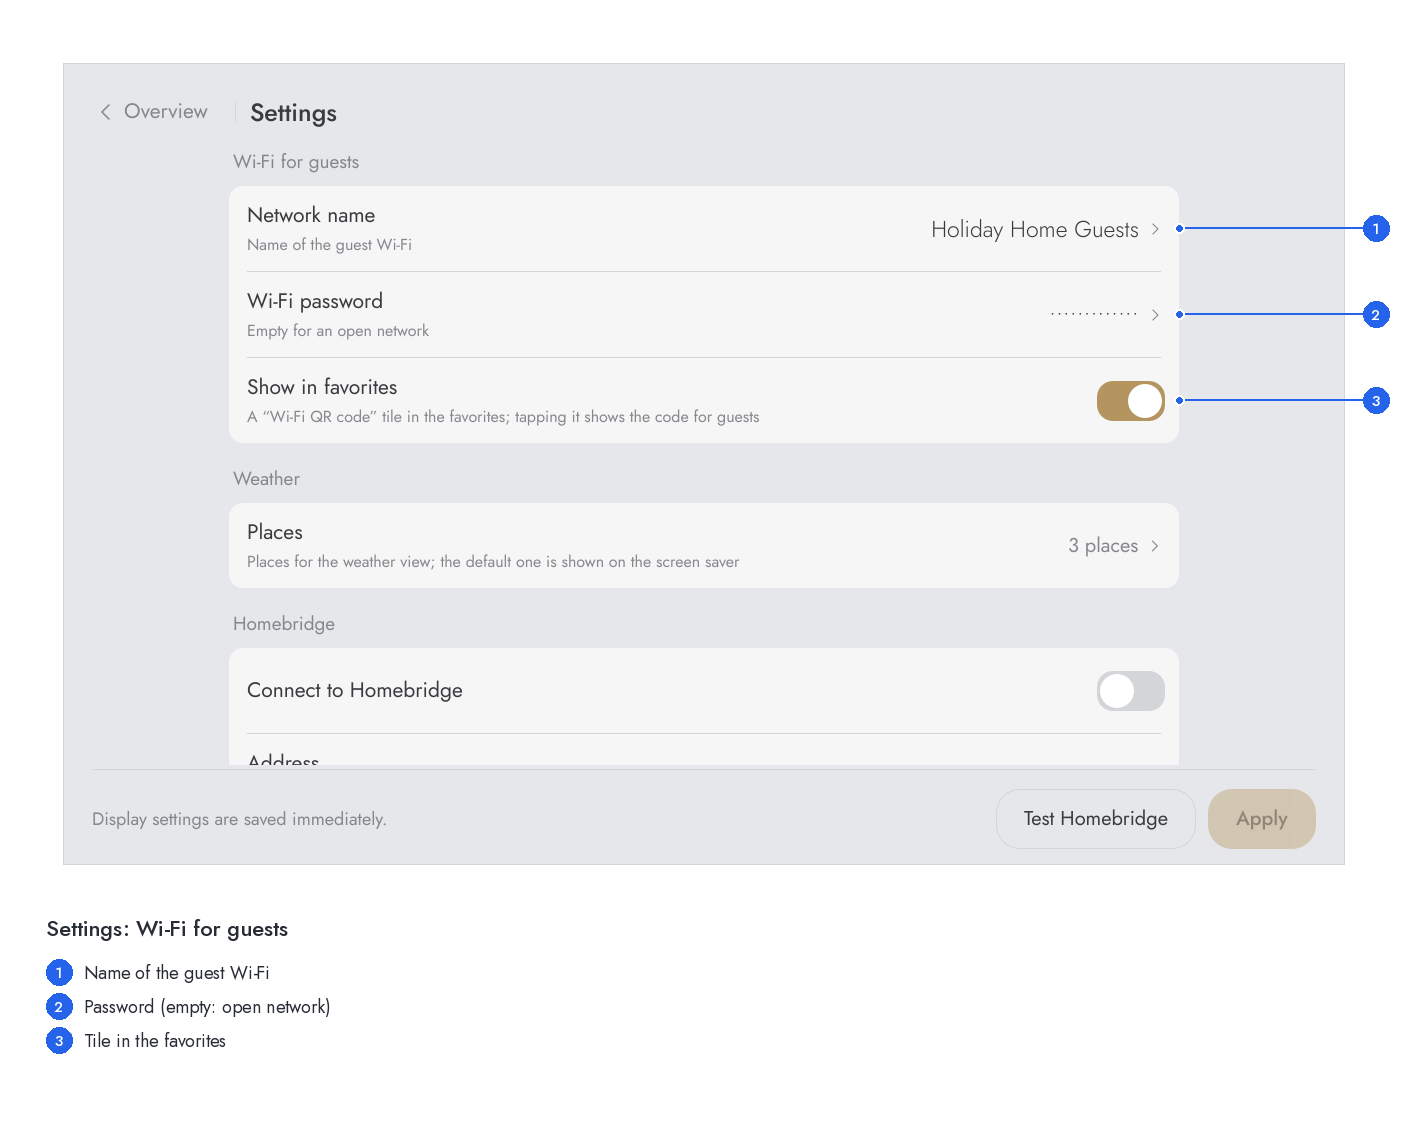 Overview
Settings
Wi-Fi for guests
Network name
Name of the guest Wi-Fi
Holiday Home Guests
1
Wi-Fi password
Empty for an open network
.............
2
Show in favorites
A “Wi-Fi QR code” tile in the favorites; tapping it shows the code for guests
3
Weather
Places
Places for the weather view; the default one is shown on the screen saver
3 places
Homebridge
Connect to Homebridge
Address
Display settings are saved immediately.
Test Homebridge
Apply
Settings: Wi-Fi for guests
1 Name of the guest Wi-Fi
2 Password (empty: open network)
3 Tile in the favorites